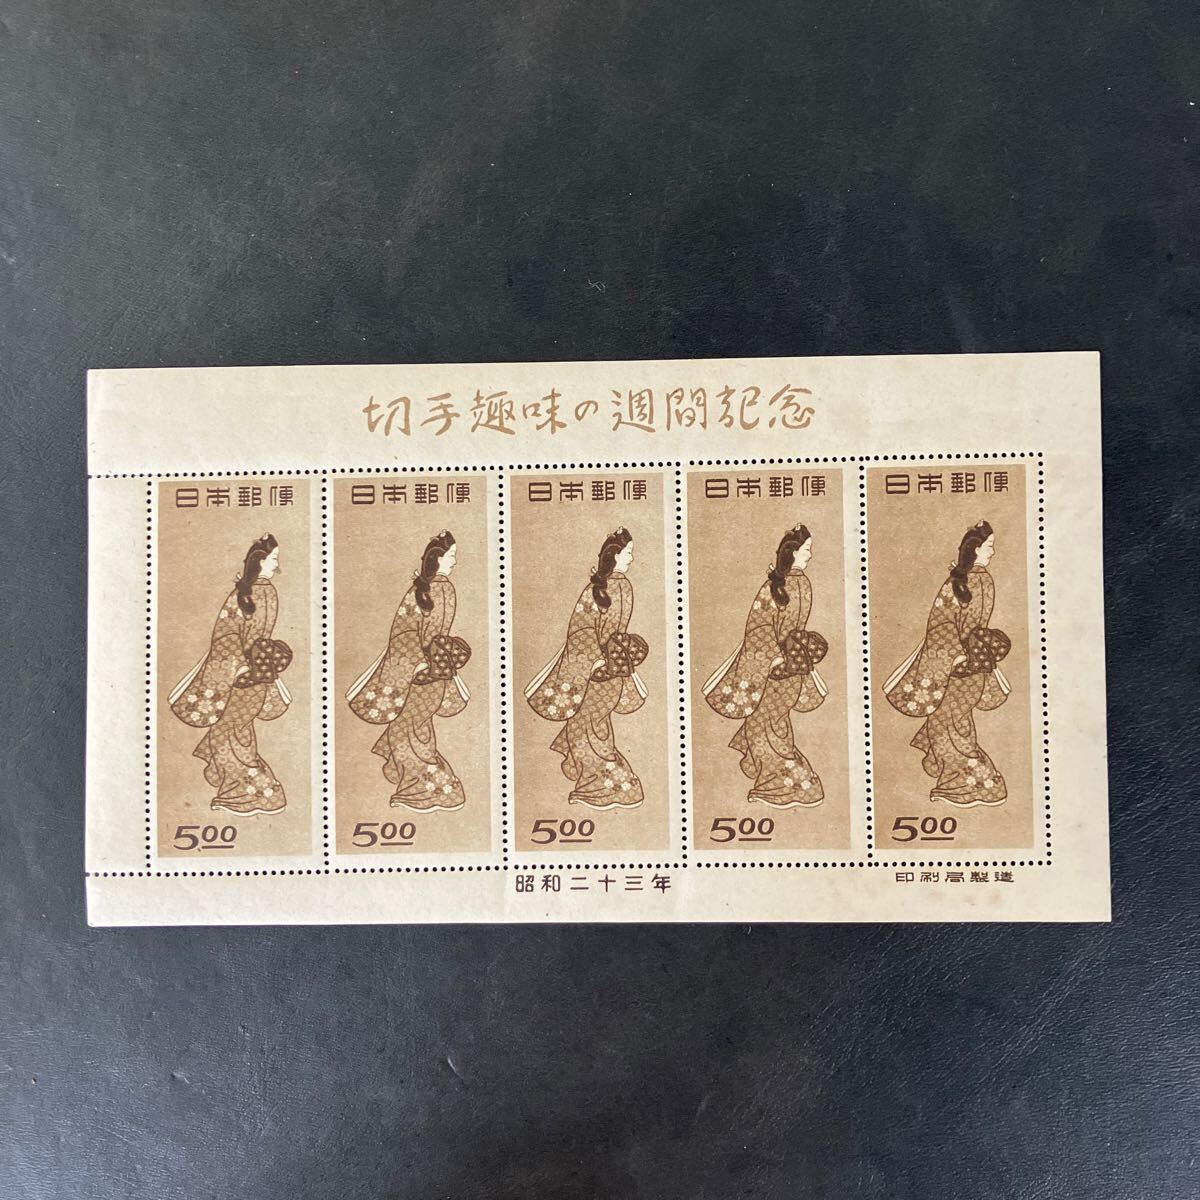 切手趣味の週間記念
日本郵便 日本郵便 日本郵便 日本郵便 日本郵便
5.00 5.00 5.00 5.00 5.00
昭和二十三年
印刷局製造